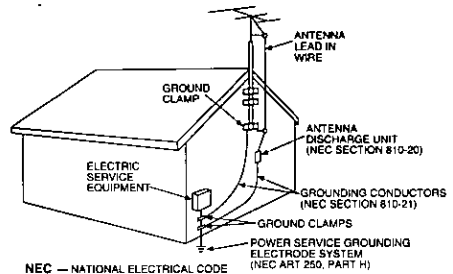 ANTENNA
LEAD IN
WIRE
GROUND
CLAMP
ANTENNA
DISCHARGE UNIT
(NEC SECTION 810-20)
ELECTRIC
SERVICE
EQUIPMENT
GROUNDING CONDUCTORS
(NEC SECTION 810-21)
GROUND CLAMPS
POWER SERVICE GROUNDING
ELECTRODE SYSTEM
(NEC ART 250, PART H)
NEC — NATIONAL ELECTRICAL CODE